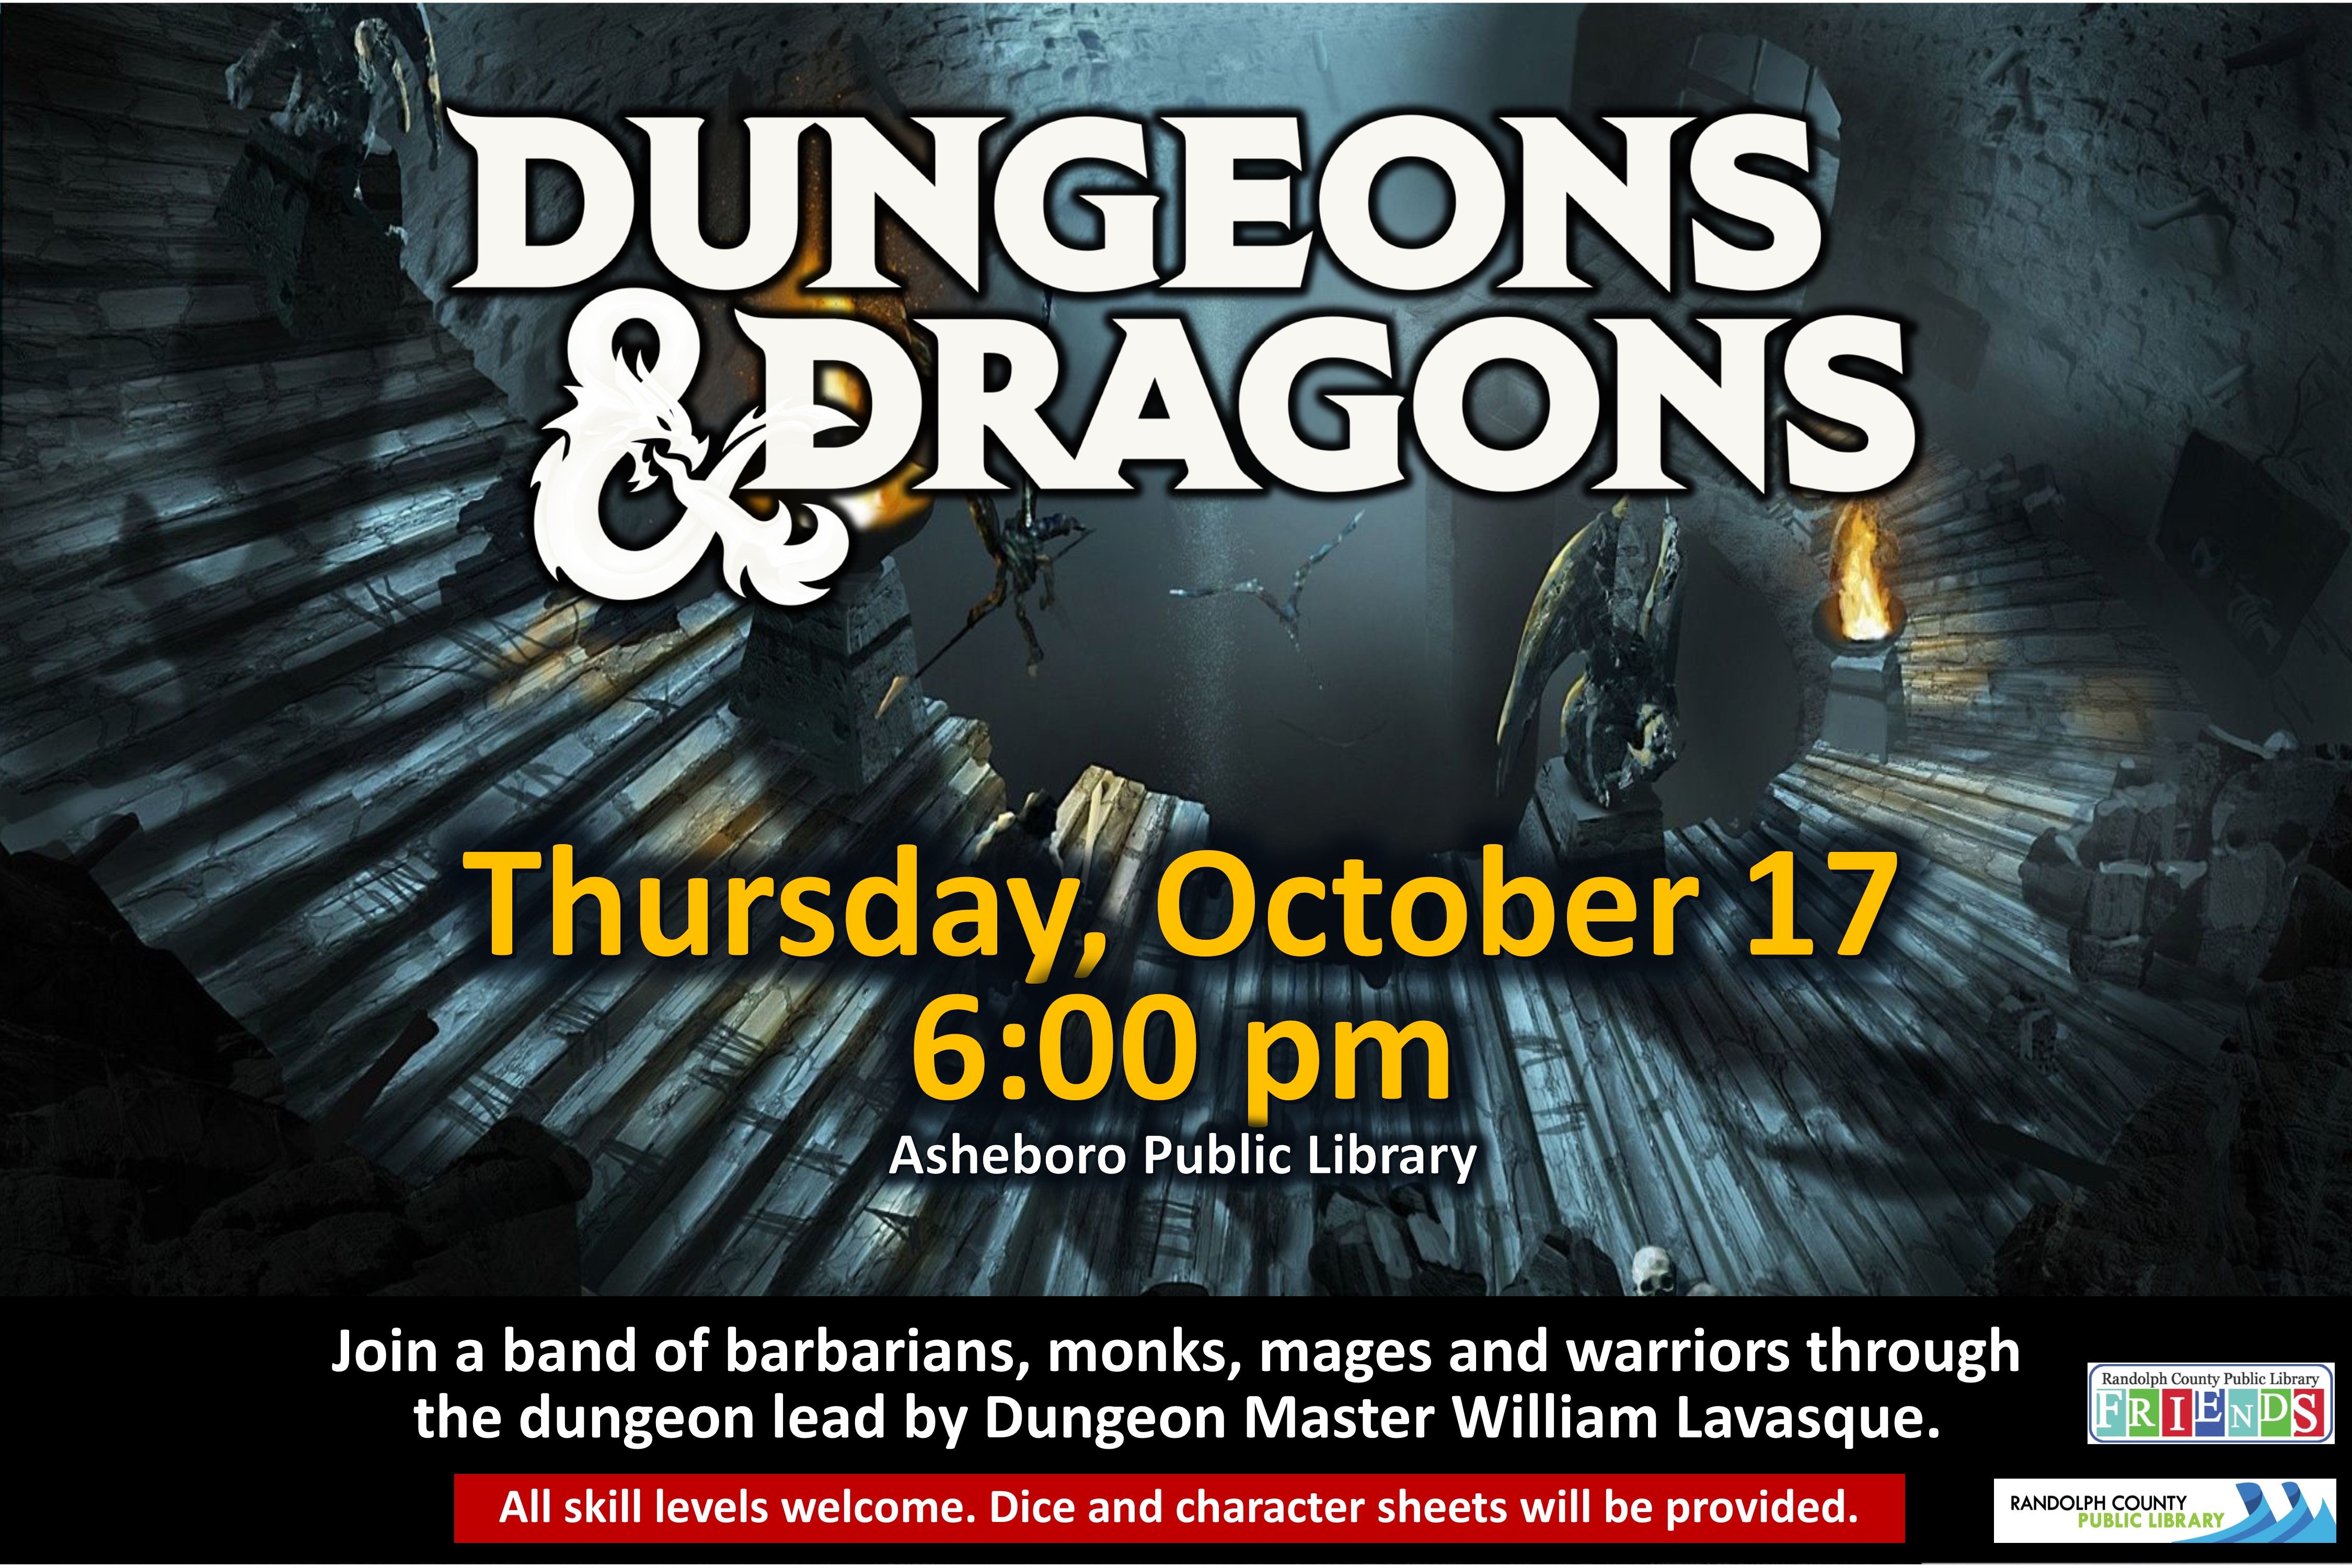 DUNGEONS
& DRAGONS
Thursday, October 17
6:00 pm
Asheboro Public Library
Join a band of barbarians, monks, mages and warriors through
the dungeon lead by Dungeon Master William Lavasque.
All skill levels welcome. Dice and character sheets will be provided.
Randolph County Public Library
FRIENDS
RANDOLPH COUNTY
PUBLIC LIBRARY